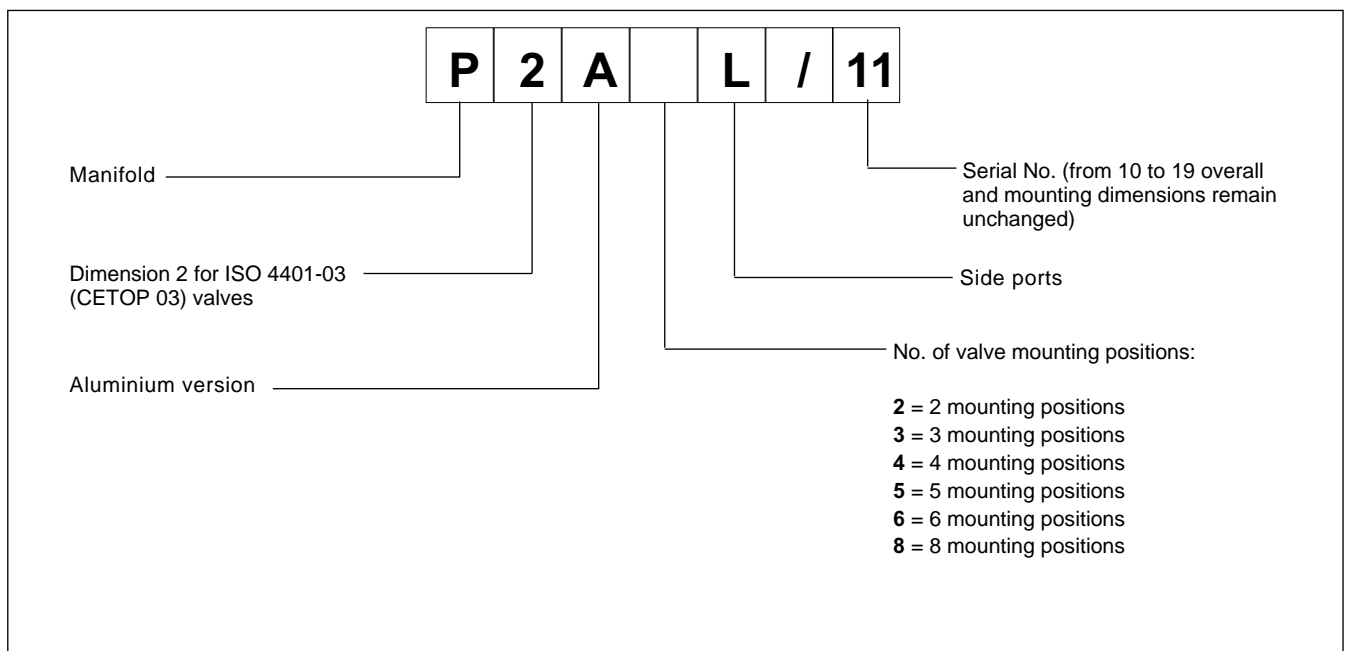 P 2 A L / 11
Manifold
Serial No. (from 10 to 19 overall
and mounting dimensions remain
unchanged)
Dimension 2 for ISO 4401-03
(CETOP 03) valves
Side ports
No. of valve mounting positions:
Aluminium version
2 = 2 mounting positions
3 = 3 mounting positions
4 = 4 mounting positions
5 = 5 mounting positions
6 = 6 mounting positions
8 = 8 mounting positions